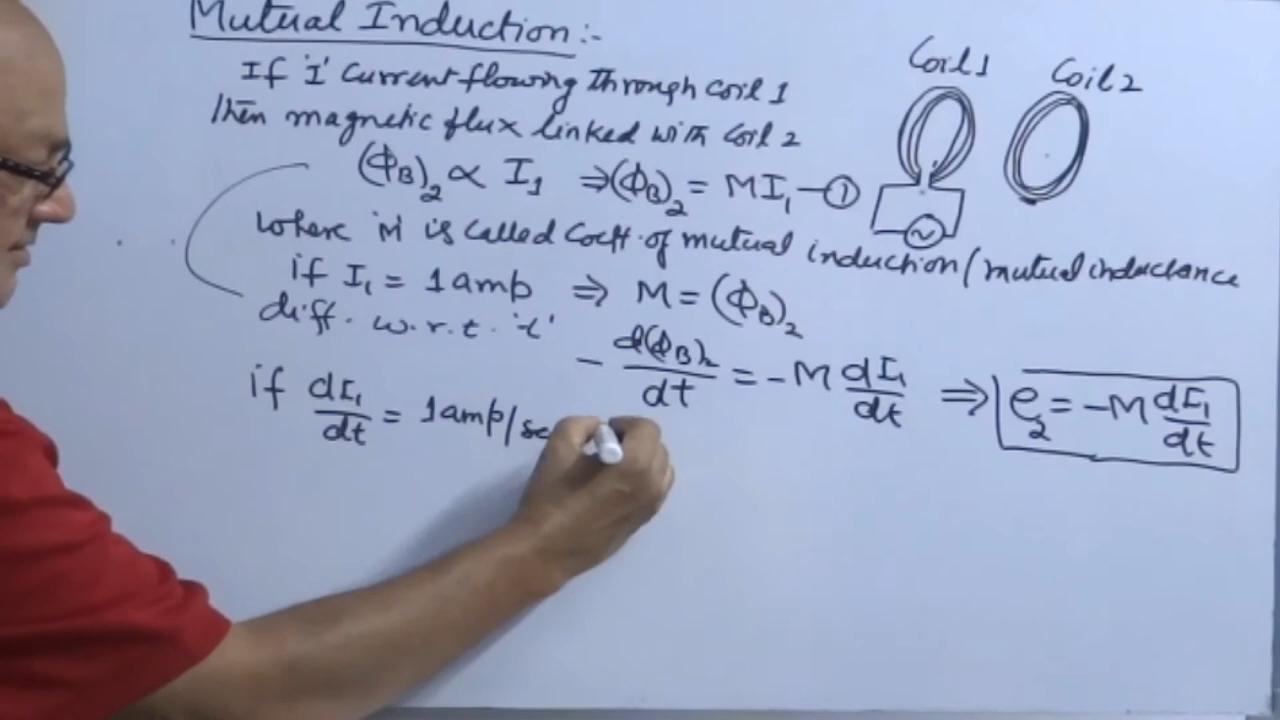 Mutual Induction :-
Coil 1
Coil 2
If 'I' Current flowing through coil 1
Then magnetic flux linked with coil 2
(ΦB)₂ ∝ I₁ ⇒ (ΦB)₂ = MI₁ — ①
where 'M' is called Coeff. of mutual induction / mutual inductance
if I₁ = 1 amp ⇒ M = (ΦB)₂
diff. w.r.t. 't'
- d(ΦB)₂/dt = - M dI₁/dt ⇒ e₂ = -M dI₁/dt
if dI₁/dt = 1 amp/se